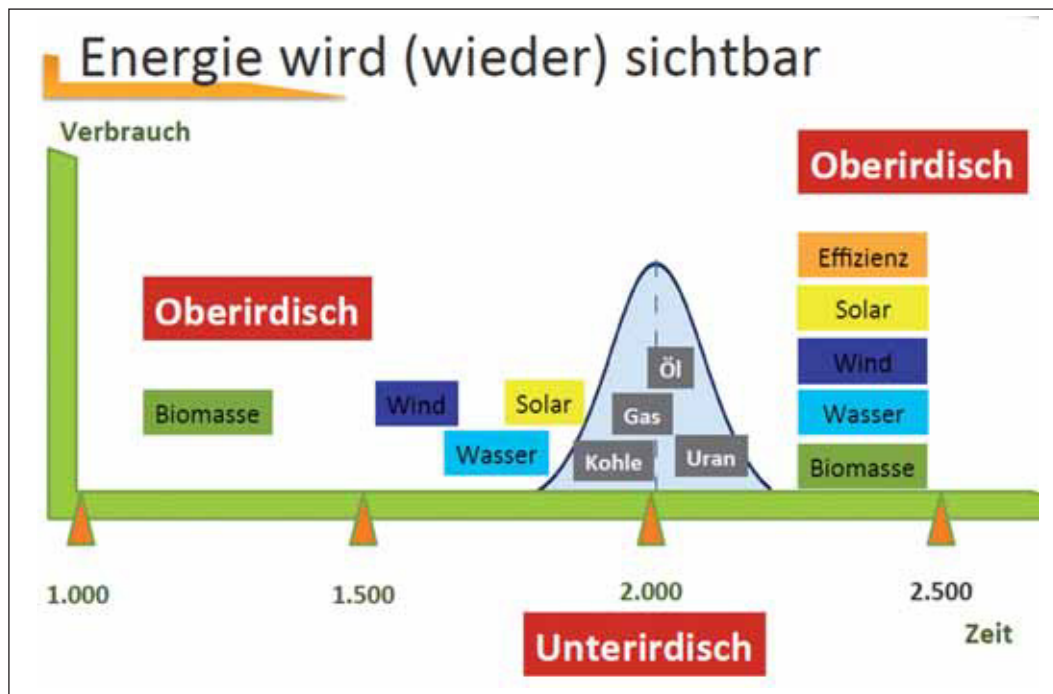 Energie wird (wieder) sichtbar
Verbrauch
Oberirdisch
Effizienz
Solar
Wind
Wasser
Biomasse
Oberirdisch
Biomasse
Wind
Wasser
Solar
Öl
Gas
Kohle
Uran
1.000
1.500
2.000
2.500
Zeit
Unterirdisch